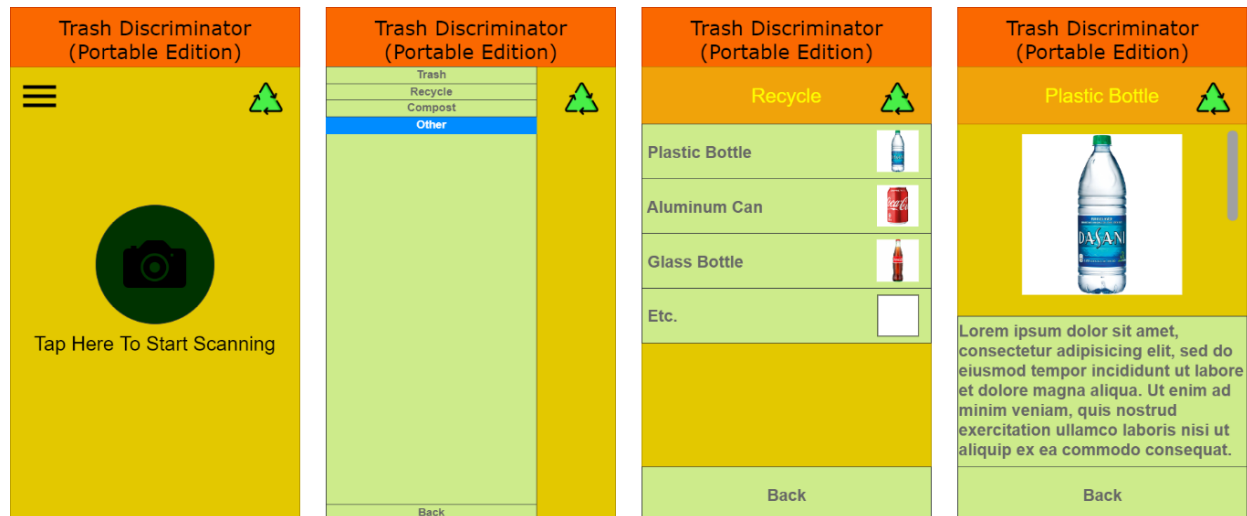 Trash Discriminator
(Portable Edition)
Tap Here To Start Scanning
Trash Discriminator
(Portable Edition)
Trash
Recycle
Compost
Other
Back
Trash Discriminator
(Portable Edition)
Recycle
Plastic Bottle
Aluminum Can
Coca-Cola
Glass Bottle
Etc.
Back
Trash Discriminator
(Portable Edition)
Plastic Bottle
DASANI
Lorem ipsum dolor sit amet,
consectetur adipisicing elit, sed do
eiusmod tempor incididunt ut labore
et dolore magna aliqua. Ut enim ad
minim veniam, quis nostrud
exercitation ullamco laboris nisi ut
aliquip ex ea commodo consequat.
Back